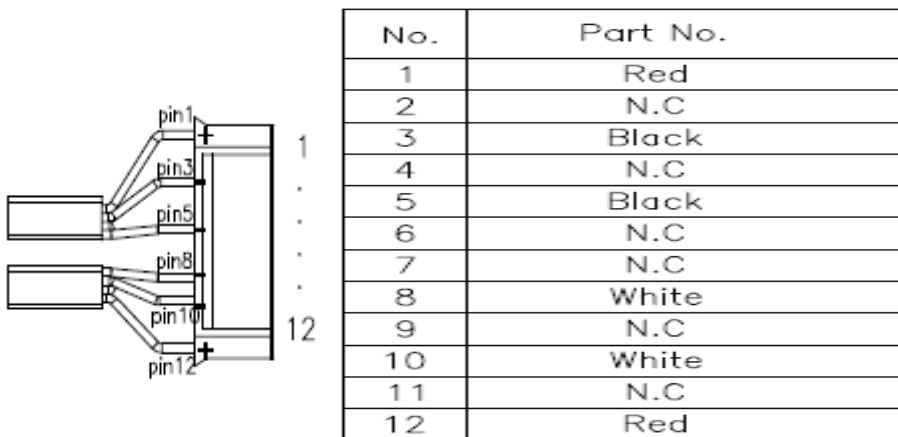 pin1
pin3
pin5
pin8
pin10
pin12
1
.
.
.
.
12
No. Part No.
1 Red
2 N.C
3 Black
4 N.C
5 Black
6 N.C
7 N.C
8 White
9 N.C
10 White
11 N.C
12 Red